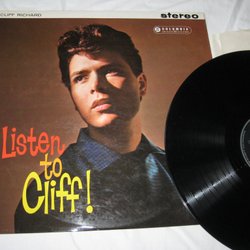 CLIFF RICHARD
stereo
COLUMBIA
Listen
to
Cliff!